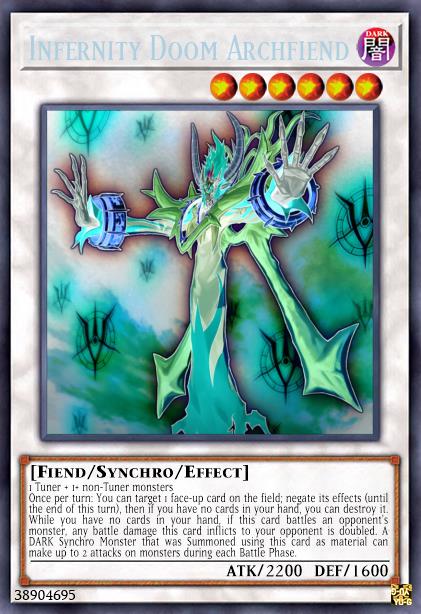 INFERNITY DOOM ARCHFIEND
DARK
闇
[FIEND/SYNCHRO/EFFECT]
1 Tuner + 1+ non-Tuner monsters
Once per turn: You can target 1 face-up card on the field; negate its effects (until
the end of this turn), then if you have no cards in your hand, you can destroy it.
While you have no cards in your hand, if this card battles an opponent's
monster, any battle damage this card inflicts to your opponent is doubled. A
DARK Synchro Monster that was Summoned using this card as material can
make up to 2 attacks on monsters during each Battle Phase.
ATK/2200 DEF/1600
38904695